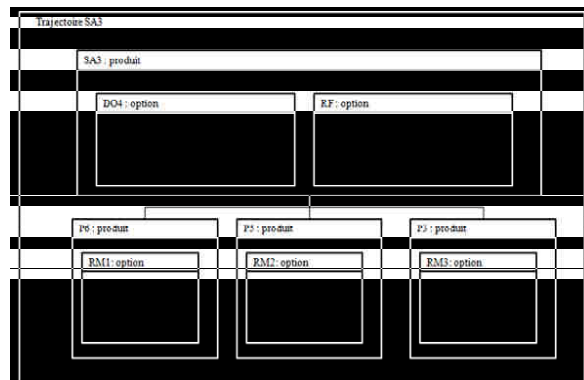 Trajectoire SA3
SA3 : produit
DO4 : option
RF : option
P6 : produit
P5 : produit
P3 : produit
RM1: option
RM2: option
RM3: option